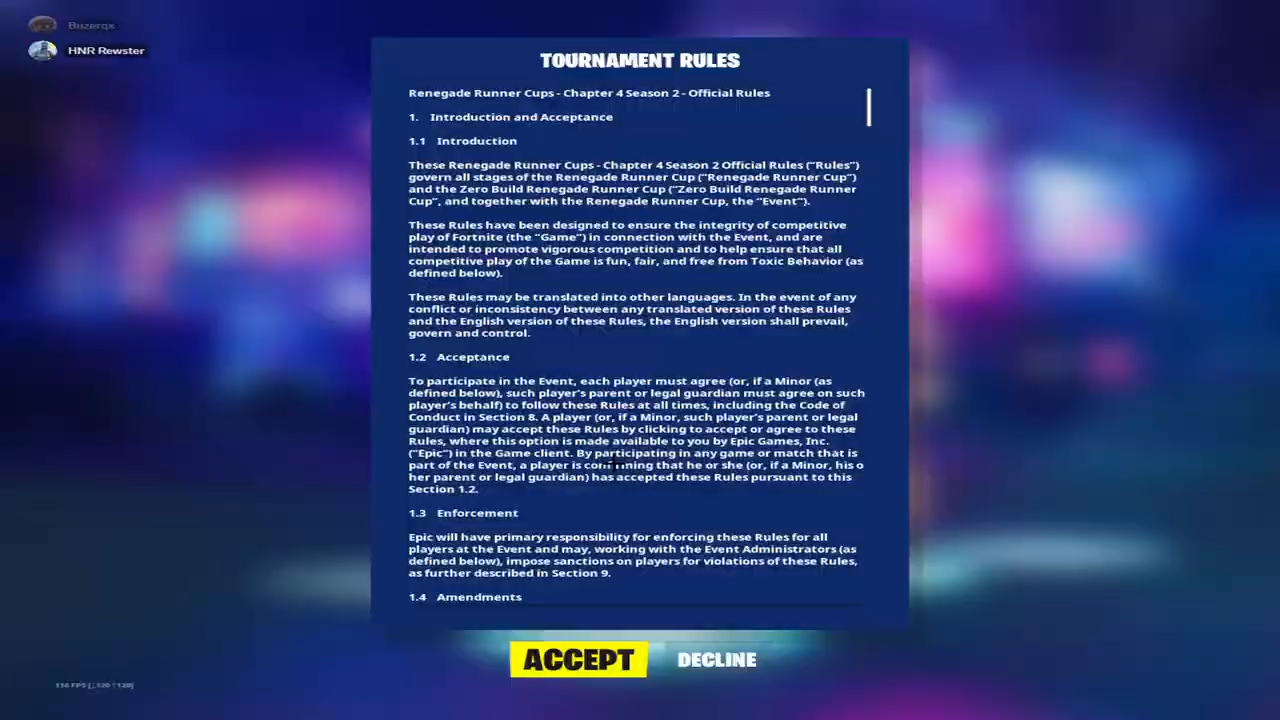 Buzerqx
HNR Rewster
TOURNAMENT RULES
Renegade Runner Cups - Chapter 4 Season 2 - Official Rules
1. Introduction and Acceptance
1.1 Introduction
These Renegade Runner Cups - Chapter 4 Season 2 Official Rules ("Rules")
govern all stages of the Renegade Runner Cup ("Renegade Runner Cup")
and the Zero Build Renegade Runner Cup ("Zero Build Renegade Runner
Cup", and together with the Renegade Runner Cup, the "Event").
These Rules have been designed to ensure the integrity of competitive
play of Fortnite (the "Game") in connection with the Event, and are
intended to promote vigorous competition and to help ensure that all
competitive play of the Game is fun, fair, and free from Toxic Behavior (as
defined below).
These Rules may be translated into other languages. In the event of any
conflict or inconsistency between any translated version of these Rules
and the English version of these Rules, the English version shall prevail,
govern and control.
1.2 Acceptance
To participate in the Event, each player must agree (or, if a Minor (as
defined below), such player's parent or legal guardian must agree on such
player's behalf) to follow these Rules at all times, including the Code of
Conduct in Section 8. A player (or, if a Minor, such player's parent or legal
guardian) may accept these Rules by clicking to accept or agree to these
Rules, where this option is made available to you by Epic Games, Inc.
("Epic") in the Game client. By participating in any game or match that is
part of the Event, a player is confirming that he or she (or, if a Minor, his o
her parent or legal guardian) has accepted these Rules pursuant to this
Section 1.2.
1.3 Enforcement
Epic will have primary responsibility for enforcing these Rules for all
players at the Event and may, working with the Event Administrators (as
defined below), impose sanctions on players for violations of these Rules,
as further described in Section 9.
1.4 Amendments
ACCEPT
DECLINE